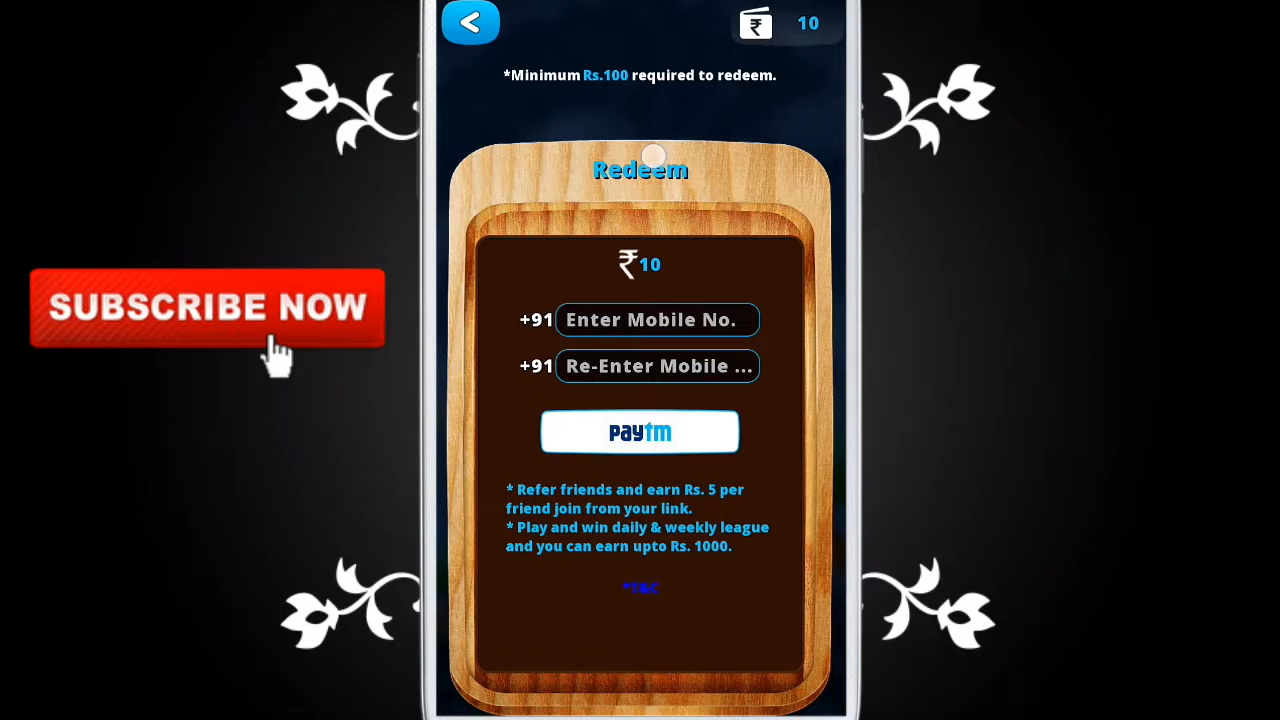 <
₹ 10
*Minimum Rs.100 required to redeem.
Redeem
₹10
+91 Enter Mobile No.
+91 Re-Enter Mobile ...
paytm
* Refer friends and earn Rs. 5 per
friend join from your link.
* Play and win daily & weekly league
and you can earn upto Rs. 1000.
*T&C
SUBSCRIBE NOW